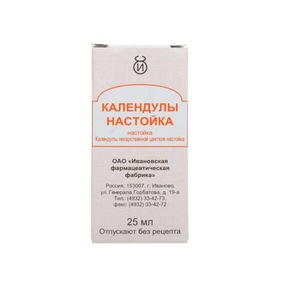 И
КАЛЕНДУЛЫ
НАСТОЙКА
настойка
Календулы лекарственной цветков настойка
ОАО «Ивановская
фармацевтическая
фабрика»
Россия, 153007, г. Иваново,
ул. Генерала Горбатова, д. 19-а
Тел.: (4932) 33-42-73,
факс: (4932) 33-42-72
25 мл
Отпускают без рецепта